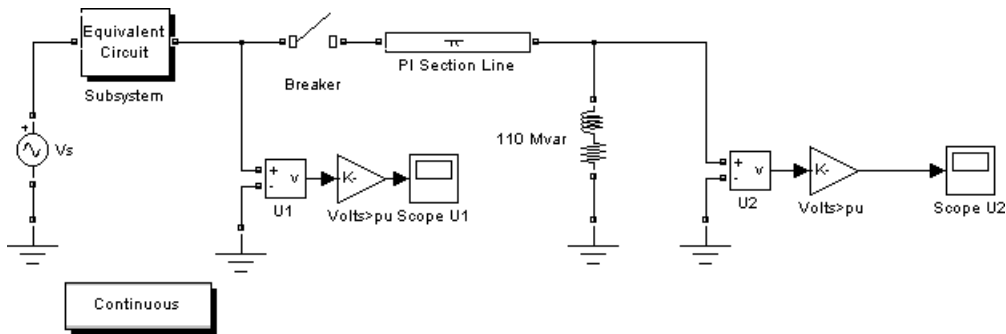 Equivalent
Circuit
Subsystem
Breaker
PI Section Line
+
Vs
110 Mvar
+
-
v
U1
K-
Volts>pu
Scope U1
+
-
v
U2
K-
Volts>pu
Scope U2
Continuous